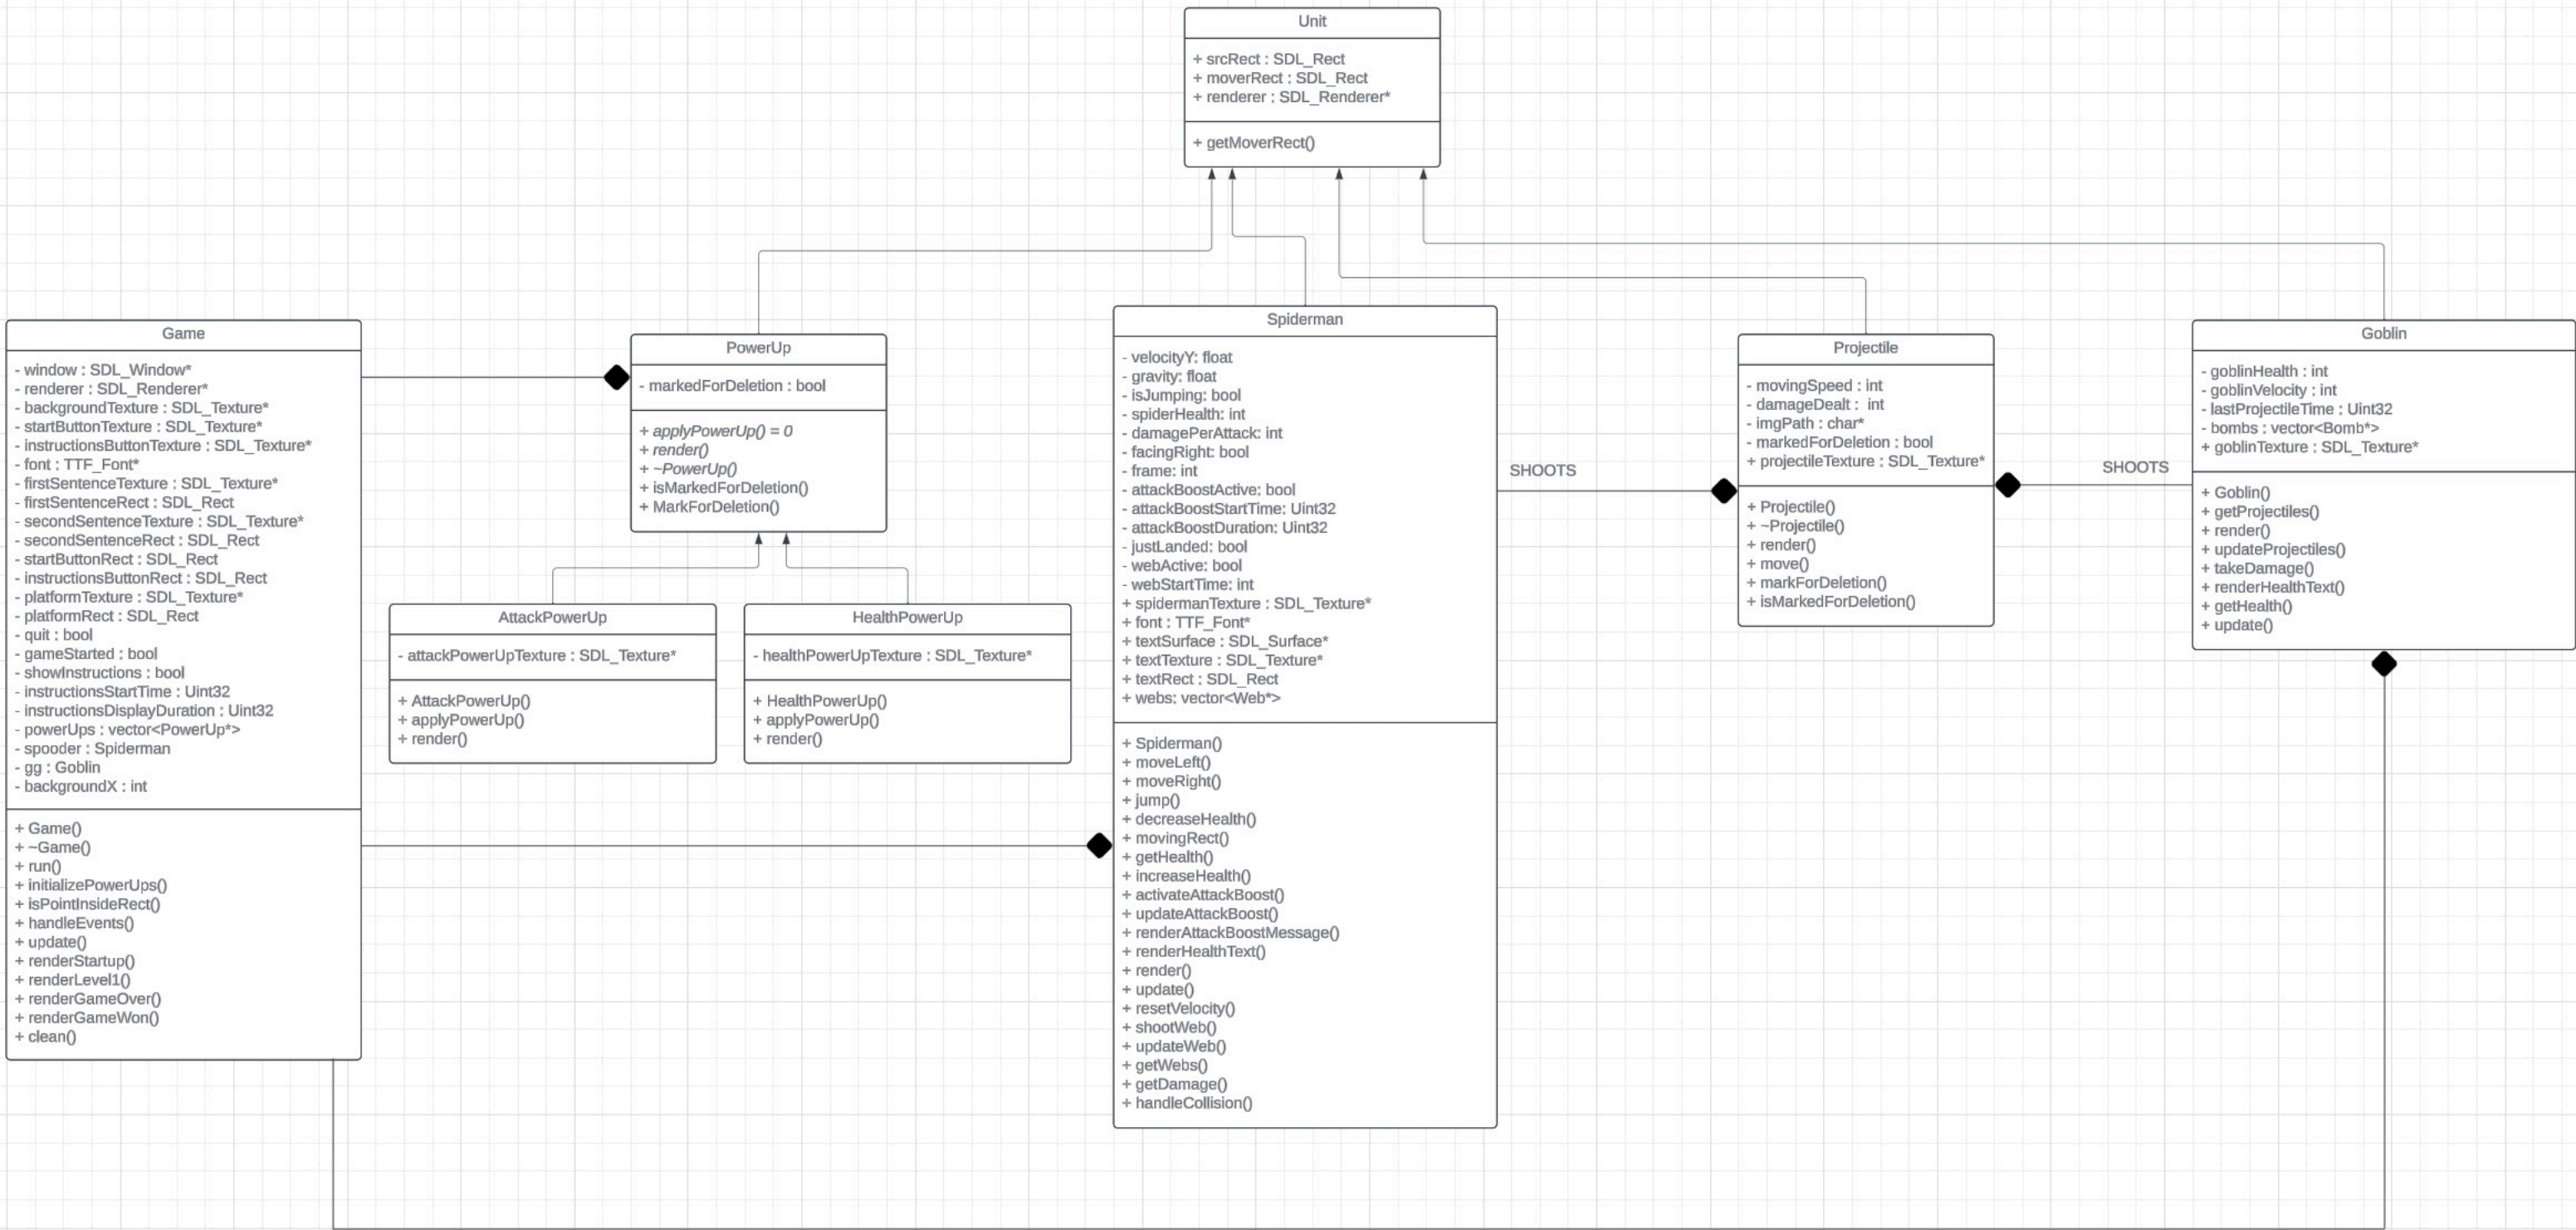 Unit
+ srcRect : SDL_Rect
+ moverRect : SDL_Rect
+ renderer : SDL_Renderer*
+ getMoverRect()
Game
- window : SDL_Window*
- renderer : SDL_Renderer*
- backgroundTexture : SDL_Texture*
- startButtonTexture : SDL_Texture*
- instructionsButtonTexture : SDL_Texture*
- font : TTF_Font*
- firstSentenceTexture : SDL_Texture*
- firstSentenceRect : SDL_Rect
- secondSentenceTexture : SDL_Texture*
- secondSentenceRect : SDL_Rect
- startButtonRect : SDL_Rect
- instructionsButtonRect : SDL_Rect
- platformTexture : SDL_Texture*
- platformRect : SDL_Rect
- quit : bool
- gameStarted : bool
- showInstructions : bool
- instructionsStartTime : Uint32
- instructionsDisplayDuration : Uint32
- powerUps : vector<PowerUp*>
- spooder : Spiderman
- gg : Goblin
- backgroundX : int
+ Game()
+ ~Game()
+ run()
+ initializePowerUps()
+ isPointInsideRect()
+ handleEvents()
+ update()
+ renderStartup()
+ renderLevel1()
+ renderGameOver()
+ renderGameWon()
+ clean()
PowerUp
- markedForDeletion : bool
+ applyPowerUp() = 0
+ render()
+ ~PowerUp()
+ isMarkedForDeletion()
+ MarkForDeletion()
AttackPowerUp
- attackPowerUpTexture : SDL_Texture*
+ AttackPowerUp()
+ applyPowerUp()
+ render()
HealthPowerUp
- healthPowerUpTexture : SDL_Texture*
+ HealthPowerUp()
+ applyPowerUp()
+ render()
Spiderman
- velocityY: float
- gravity: float
- isJumping: bool
- spiderHealth: int
- damagePerAttack: int
- facingRight: bool
- frame: int
- attackBoostActive: bool
- attackBoostStartTime: Uint32
- attackBoostDuration: Uint32
- justLanded: bool
- webActive: bool
- webStartTime: int
+ spidermanTexture : SDL_Texture*
+ font : TTF_Font*
+ textSurface : SDL_Surface*
+ textTexture : SDL_Texture*
+ textRect : SDL_Rect
+ webs: vector<Web*>
+ Spiderman()
+ moveLeft()
+ moveRight()
+ jump()
+ decreaseHealth()
+ movingRect()
+ getHealth()
+ increaseHealth()
+ activateAttackBoost()
+ updateAttackBoost()
+ renderAttackBoostMessage()
+ renderHealthText()
+ render()
+ update()
+ resetVelocity()
+ shootWeb()
+ updateWeb()
+ getWebs()
+ getDamage()
+ handleCollision()
SHOOTS
Projectile
- movingSpeed : int
- damageDealt :  int
- imgPath : char*
- markedForDeletion : bool
+ projectileTexture : SDL_Texture*
+ Projectile()
+ ~Projectile()
+ render()
+ move()
+ markForDeletion()
+ isMarkedForDeletion()
SHOOTS
Goblin
- goblinHealth : int
- goblinVelocity : int
- lastProjectileTime : Uint32
- bombs : vector<Bomb*>
+ goblinTexture : SDL_Texture*
+ Goblin()
+ getProjectiles()
+ render()
+ updateProjectiles()
+ takeDamage()
+ renderHealthText()
+ getHealth()
+ update()